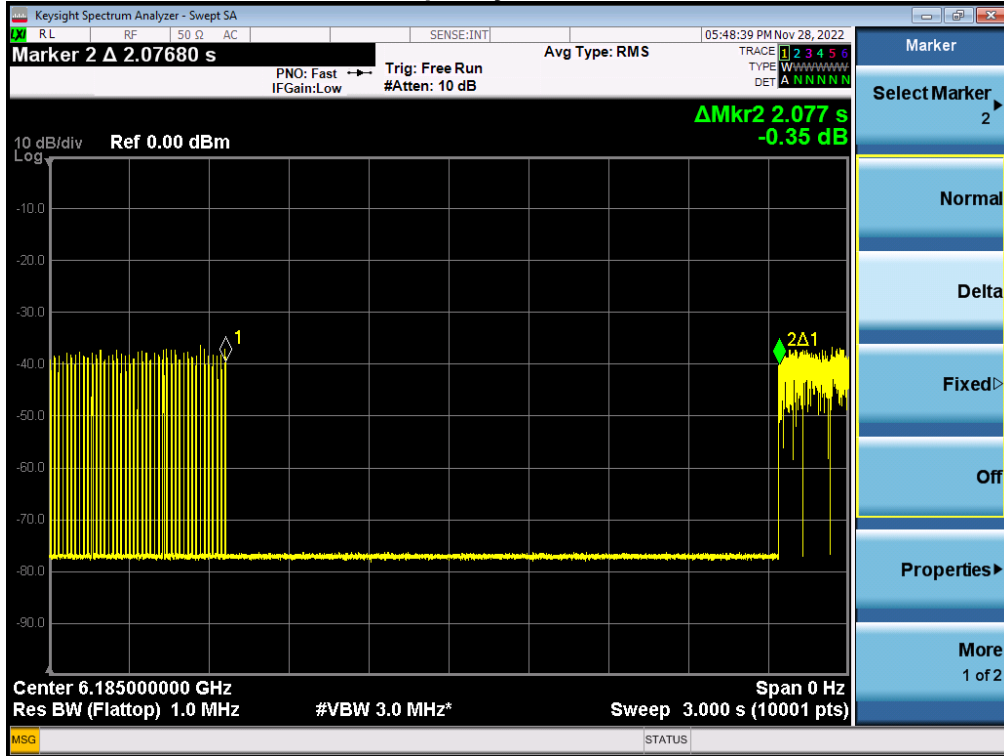 Keysight Spectrum Analyzer - Swept SA
LXI RL RF 50 Ω AC SENSE:INT 05:48:39 PM Nov 28, 2022
Marker 2 Δ 2.07680 s
PNO: Fast
IFGain:Low
Trig: Free Run
#Atten: 10 dB
Avg Type: RMS
TRACE 1 2 3 4 5 6
TYPE W W W W W W
DET A N N N N N
ΔMkr2 2.077 s
-0.35 dB
10 dB/div Ref 0.00 dBm
Log
-10.0
-20.0
-30.0
-40.0
-50.0
-60.0
-70.0
-80.0
-90.0
1
2Δ1
Center 6.185000000 GHz Span 0 Hz
Res BW (Flattop) 1.0 MHz #VBW 3.0 MHz* Sweep 3.000 s (10001 pts)
MSG STATUS
Marker
Select Marker
2
Normal
Delta
Fixed
Off
Properties
More
1 of 2